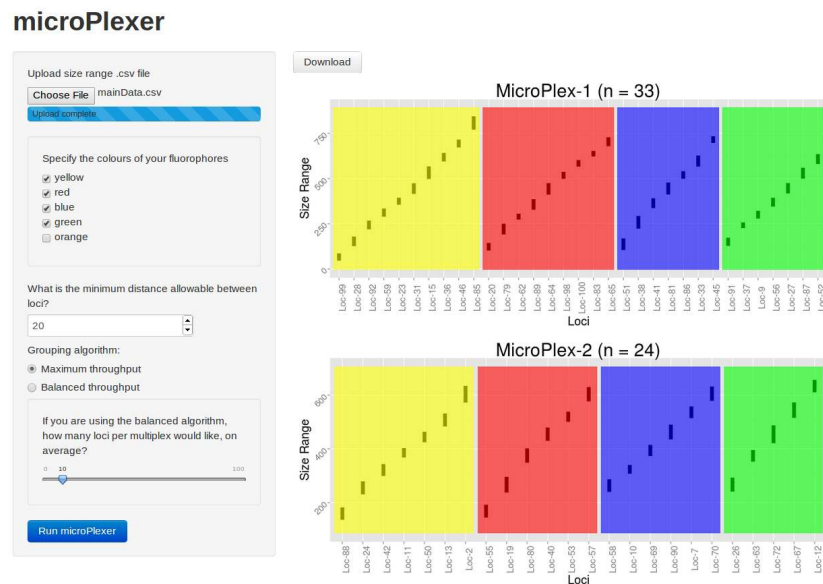 microPlexer
Upload size range .csv file
Choose File mainData.csv
Upload complete
Specify the colours of your fluorophores
yellow
red
blue
green
orange
What is the minimum distance allowable between
loci?
20
Grouping algorithm:
Maximum throughput
Balanced throughput
If you are using the balanced algorithm,
how many loci per multiplex would like, on
average?
0 10 100
Run microPlexer
Download
MicroPlex-1 (n = 33)
Size Range
750
500
250
0
Loc-99 Loc-28 Loc-92 Loc-59 Loc-23 Loc-31 Loc-15 Loc-36 Loc-46 Loc-85 Loc-20 Loc-79 Loc-62 Loc-89 Loc-64 Loc-98 Loc-100 Loc-83 Loc-65 Loc-51 Loc-38 Loc-41 Loc-81 Loc-86 Loc-33 Loc-45 Loc-91 Loc-37 Loc-9 Loc-56 Loc-27 Loc-87 Loc-52
Loci
MicroPlex-2 (n = 24)
Size Range
600
400
200
Loc-88 Loc-24 Loc-42 Loc-11 Loc-50 Loc-13 Loc-2 Loc-55 Loc-19 Loc-80 Loc-40 Loc-53 Loc-57 Loc-58 Loc-10 Loc-69 Loc-90 Loc-7 Loc-70 Loc-26 Loc-63 Loc-72 Loc-67 Loc-12
Loci